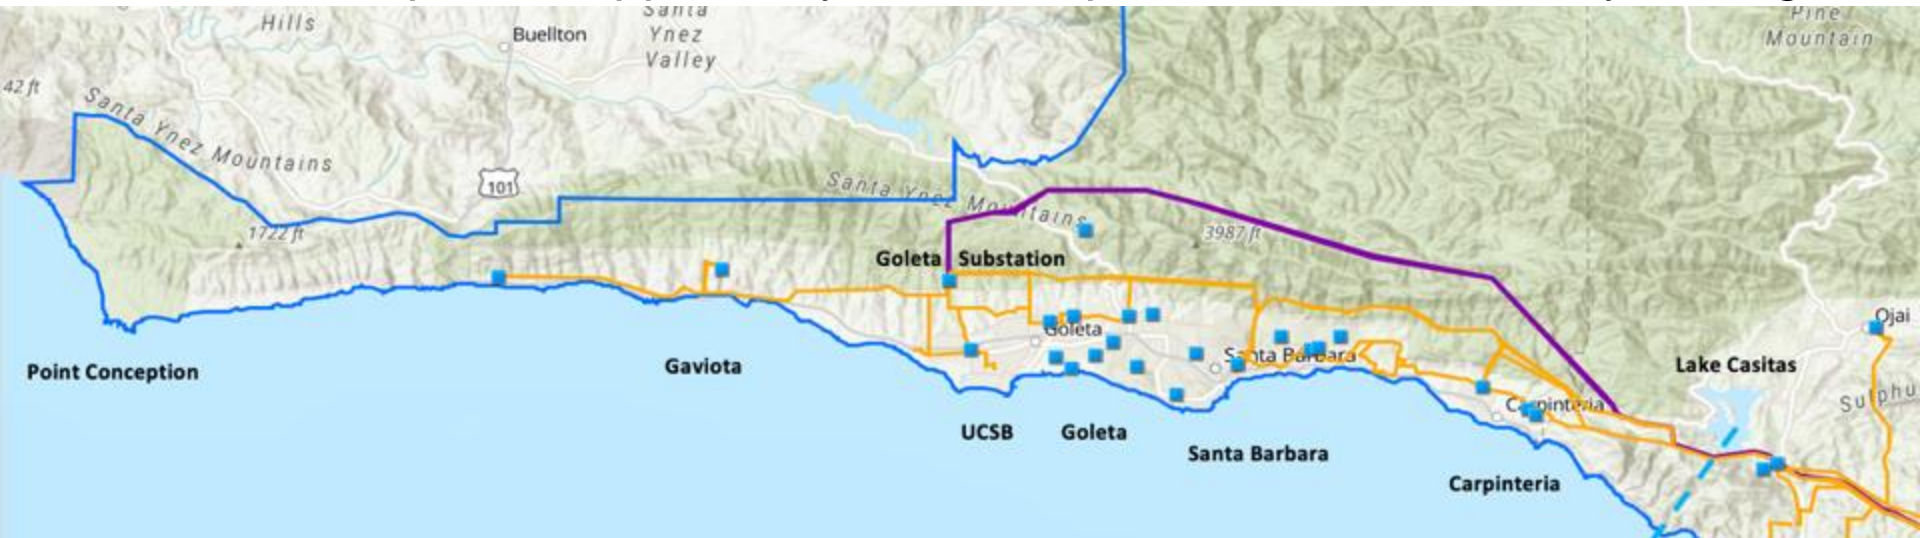 Hills
Buellton
Santa
Ynez
Valley
Pine
Mountain
42 ft
Santa Ynez Mountains
101
Santa Ynez Mountains
1722 ft
3987 ft
Goleta Substation
Goleta
Santa Barbara
Ojai
Point Conception
Gaviota
Lake Casitas
Carpinteria
Sulphu
UCSB
Goleta
Santa Barbara
Carpinteria